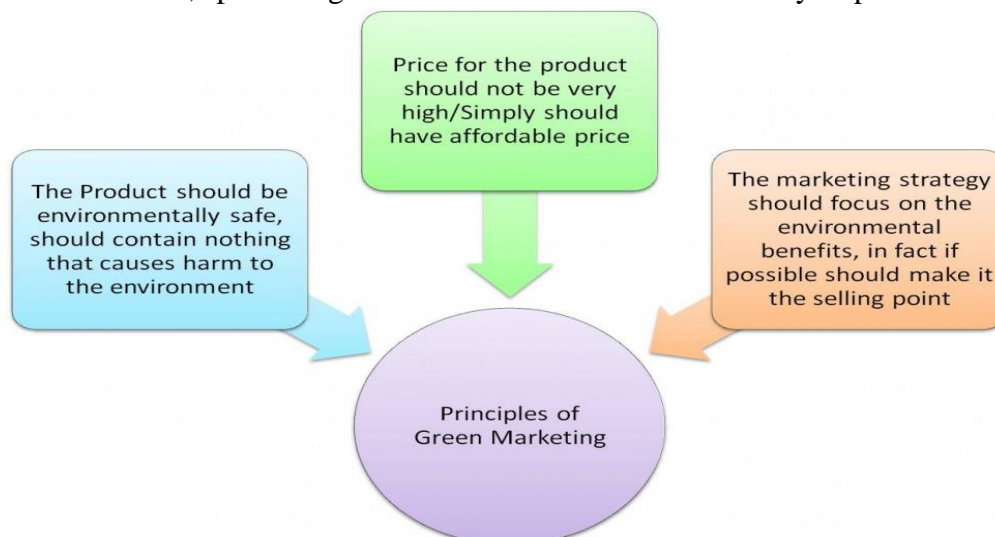 Price for the product
should not be very
high/Simply should
have affordable price
The Product should be
environmentally safe,
should contain nothing
that causes harm to
the environment
The marketing strategy
should focus on the
environmental
benefits, in fact if
possible should make it
the selling point
Principles of
Green Marketing